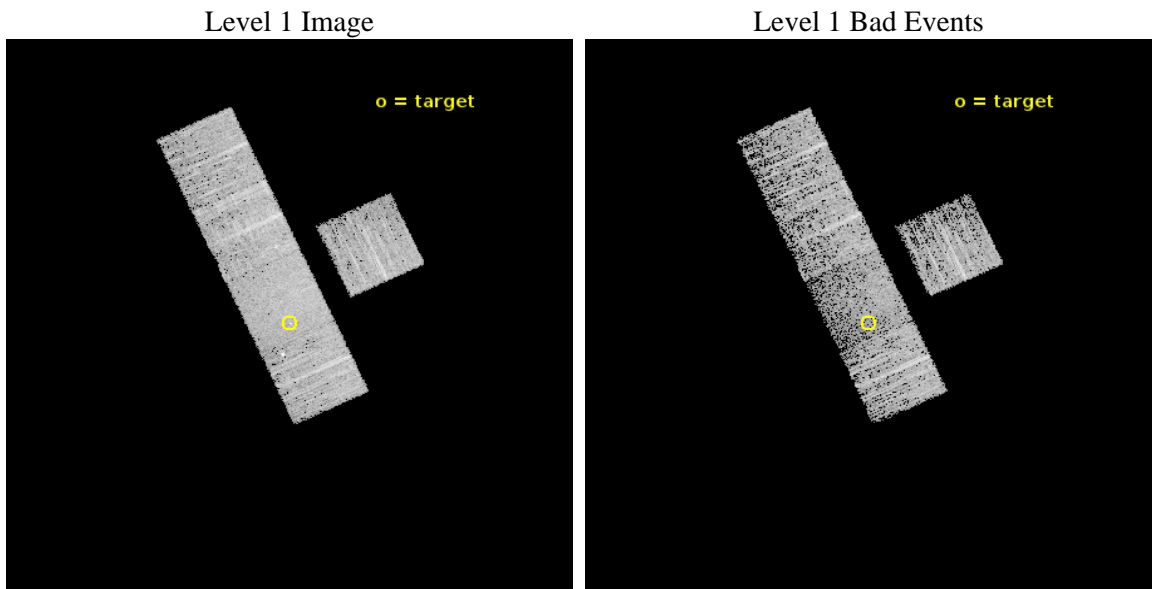 Level 1 Image
Level 1 Bad Events
o = target
o = target